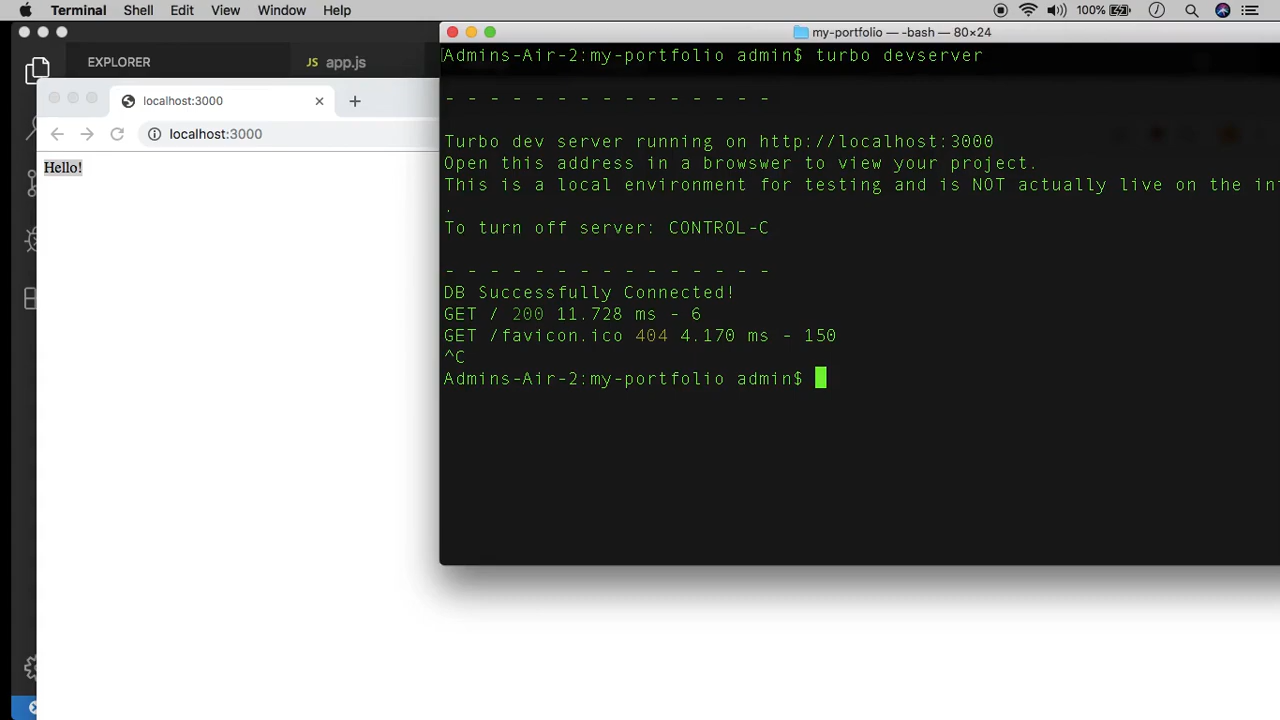 Terminal Shell Edit View Window Help 100%
EXPLORER JS app.js
localhost:3000
localhost:3000
Hello!
my-portfolio — -bash — 80×24
Admins-Air-2:my-portfolio admin$ turbo devserver
- - - - - - - - - - - - - - -
Turbo dev server running on http://localhost:3000
Open this address in a browswer to view your project.
This is a local environment for testing and is NOT actually live on the
.
To turn off server: CONTROL-C
- - - - - - - - - - - - - - -
DB Successfully Connected!
GET / 200 11.728 ms - 6
GET /favicon.ico 404 4.170 ms - 150
^C
Admins-Air-2:my-portfolio admin$